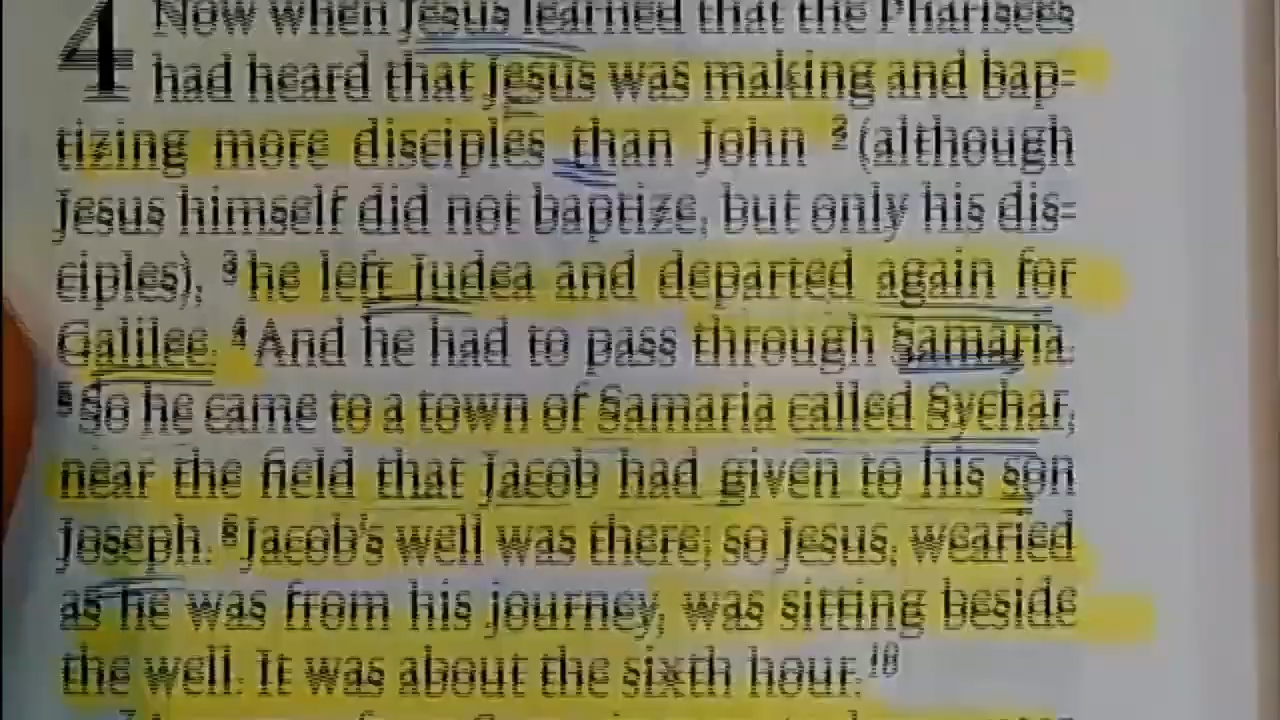 4 Now when Jesus learned that the Pharisees
had heard that Jesus was making and bap-
tizing more disciples than John 2 (although
Jesus himself did not baptize, but only his dis-
ciples), 3 he left Judea and departed again for
Galilee. 4 And he had to pass through Samaria.
5 So he came to a town of Samaria called Sychar,
near the field that Jacob had given to his son
Joseph. 6 Jacob's well was there; so Jesus, wearied
as he was from his journey, was sitting beside
the well. It was about the sixth hour.